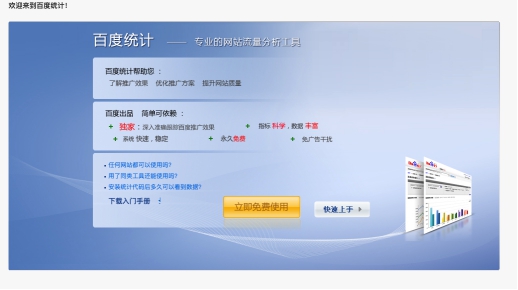 欢迎来到百度统计!
百度统计 —— 专业的网站流量分析工具
百度统计帮助您：
了解推广效果 优化推广方案 提升网站质量
百度出品 简单可依赖：
+ 独家：深入准确跟踪百度推广效果 + 指标 科学，数据 丰富
+ 系统 快速，稳定 + 永久免费 + 免广告干扰
• 任何网站都可以使用吗?
• 用了同类工具还能使用吗?
• 安装统计代码后多久可以看到数据?
下载入门手册
立即免费使用
快速上手